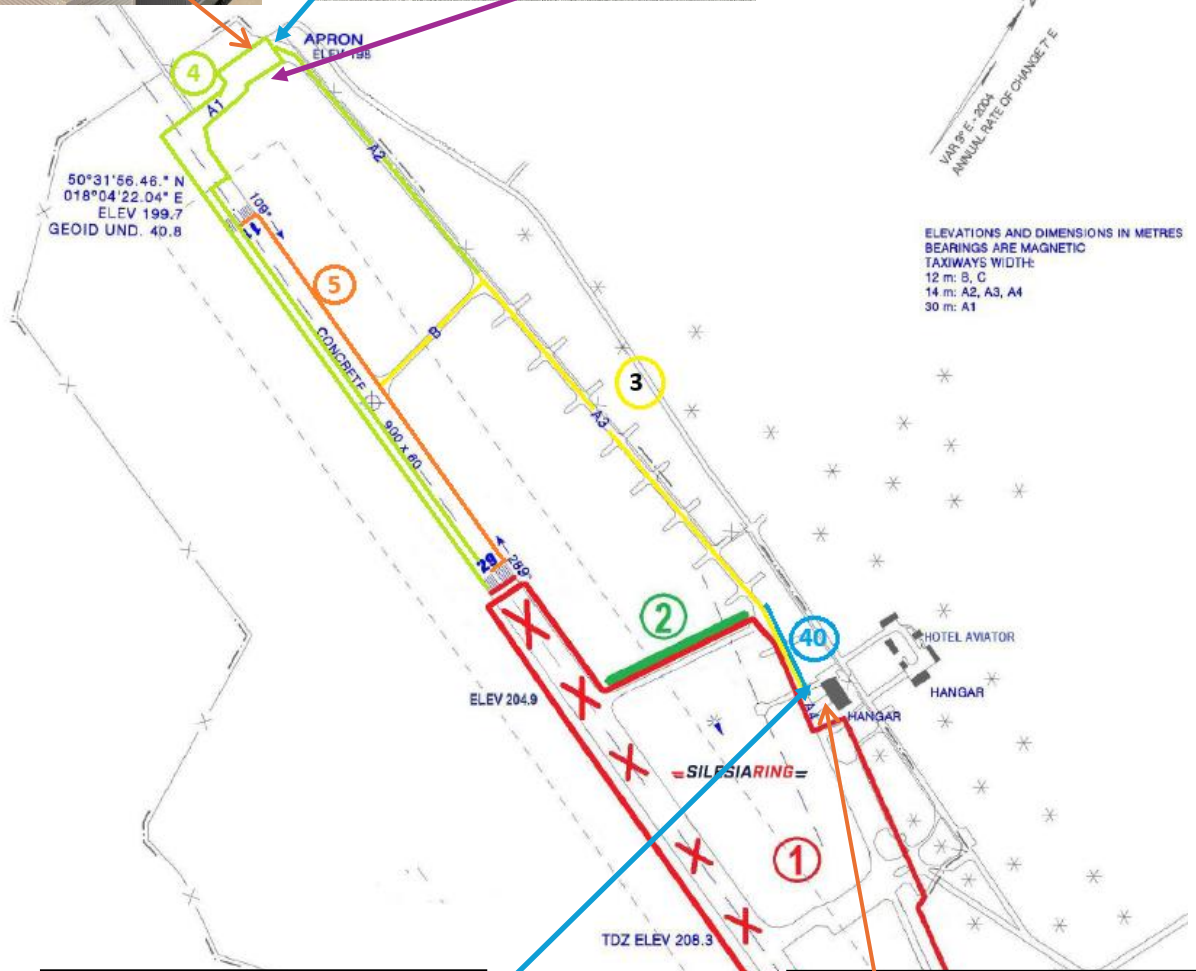 APRON
ELEV 198
4
A1
A2
VAR 3° E - 2004
ANNUAL RATE OF CHANGE 7' E
50°31'56.46." N
018°04'22.04" E
ELEV 199.7
GEOID UND. 40.8
109°
11
5
ELEVATIONS AND DIMENSIONS IN METRES
BEARINGS ARE MAGNETIC
TAXIWAYS WIDTH:
12 m: B, C
14 m: A2, A3, A4
30 m: A1
B
CONCRETE
900 x 60
3
A3
29
289°
2
40
HOTEL AVIATOR
HANGAR
ELEV 204.9
A4
HANGAR
SILESIARING
1
TDZ ELEV 208.3